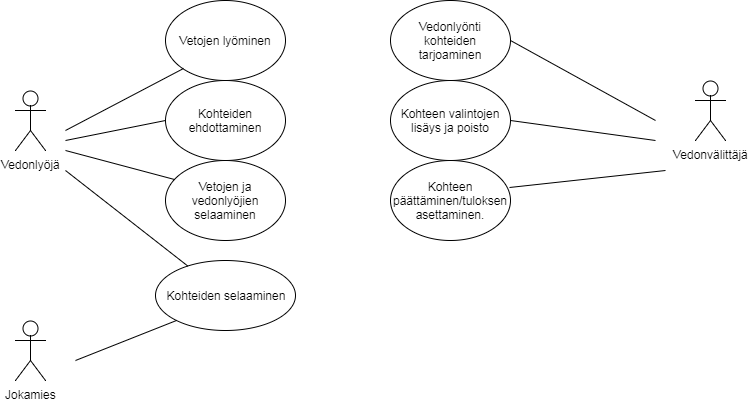 Vetojen lyöminen
Vedonlyönti
kohteiden
tarjoaminen
Kohteiden
ehdottaminen
Kohteen valintojen
lisäys ja poisto
Vedonlyöjä
Vedonvälittäjä
Vetojen ja
vedonlyöjien
selaaminen
Kohteen
päättäminen/tuloksen
asettaminen.
Kohteiden selaaminen
Jokamies